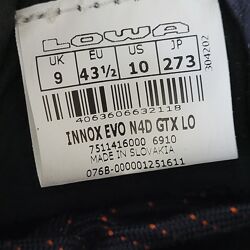 LOWA
UK EU US JP
9 43½ 10 273
304202
4063606632118
INNOX EVO N4D GTX LO
7511416000 6910
MADE IN SLOVAKIA
076B-000001251611